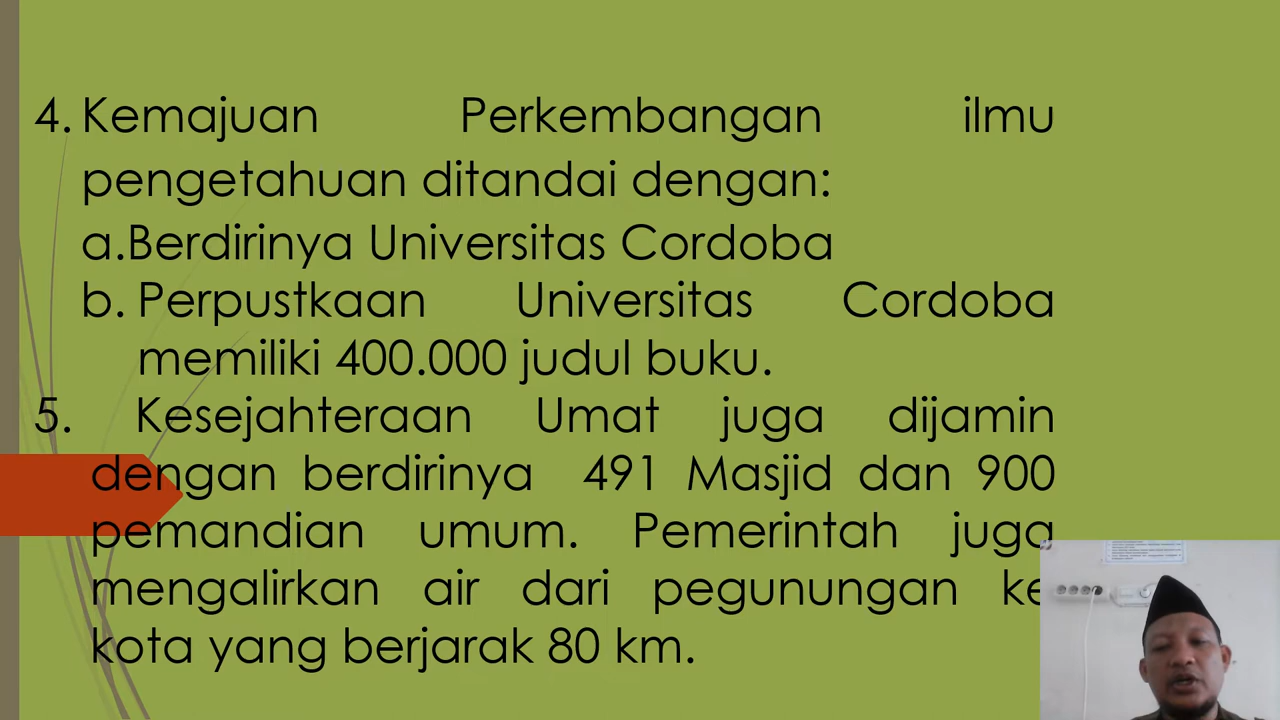 4. Kemajuan Perkembangan ilmu
pengetahuan ditandai dengan:
a.Berdirinya Universitas Cordoba
b. Perpustkaan Universitas Cordoba
memiliki 400.000 judul buku.
5. Kesejahteraan Umat juga dijamin
dengan berdirinya 491 Masjid dan 900
pemandian umum. Pemerintah juga
mengalirkan air dari pegunungan ke
kota yang berjarak 80 km.